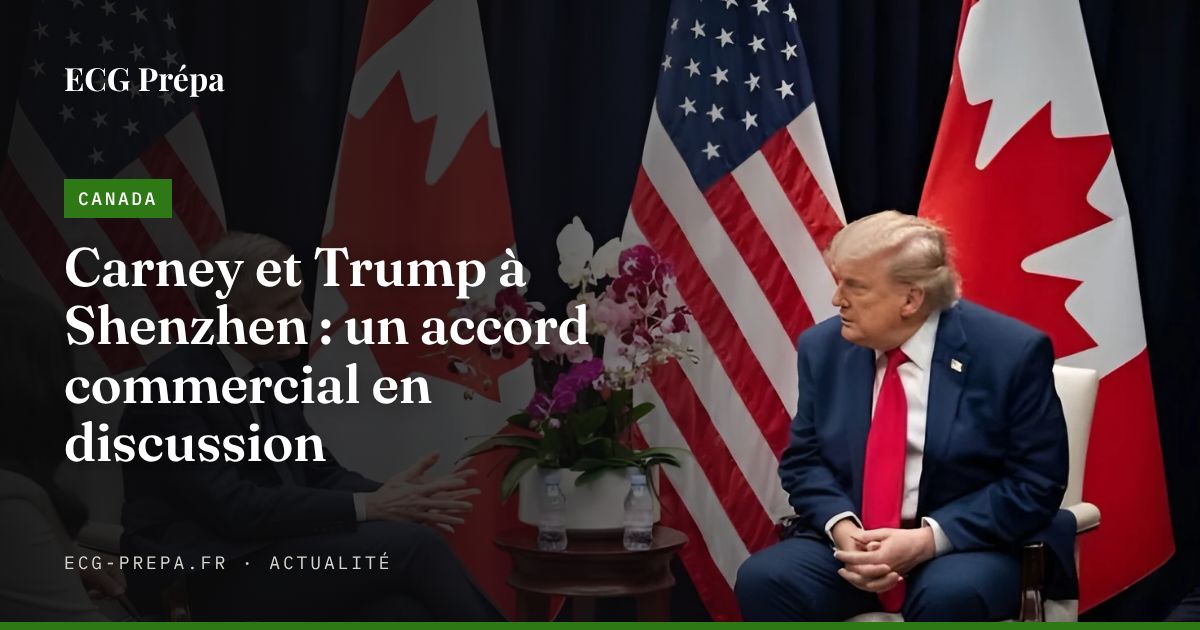 ECG Prépa
CANADA
Carney et Trump à
Shenzhen : un accord
commercial en
discussion
ECG-PREPA.FR · ACTUALITÉ